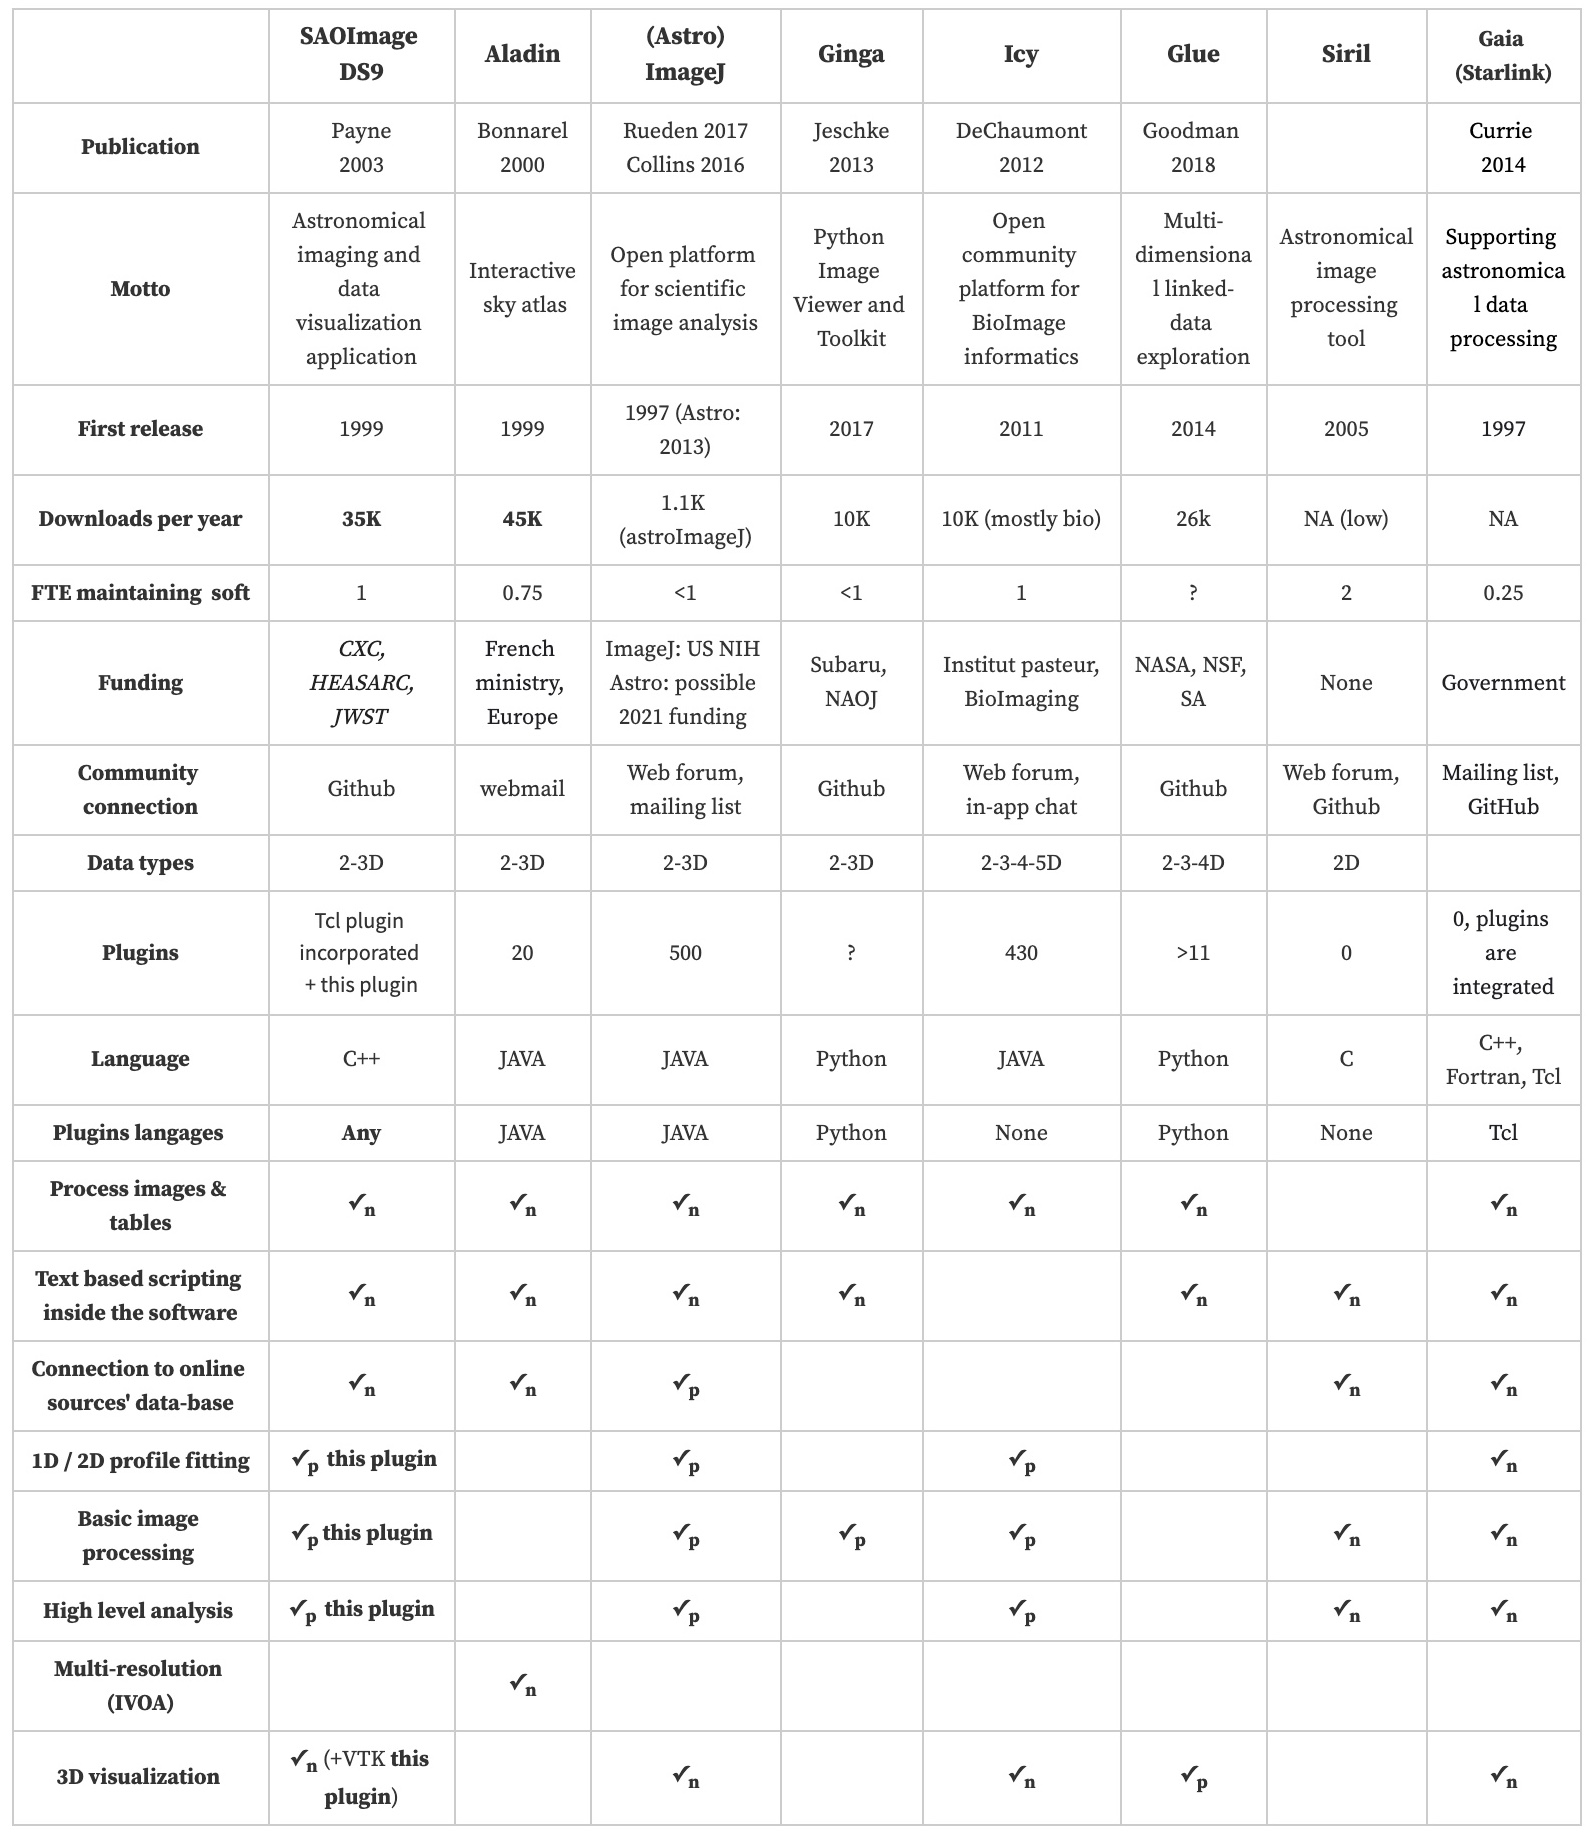 SAOImage
DS9
Aladin
(Astro)
ImageJ
Ginga
Icy
Glue
Siril
Gaia
(Starlink)
Publication
Payne
2003
Bonnarel
2000
Rueden 2017
Collins 2016
Jeschke
2013
DeChaumont
2012
Goodman
2018
Currie
2014
Motto
Astronomical
imaging and
data
visualization
application
Interactive
sky atlas
Open platform
for scientific
image analysis
Python
Image
Viewer and
Toolkit
Open
community
platform for
BioImage
informatics
Multi-
dimensiona
l linked-
data
exploration
Astronomical
image
processing
tool
Supporting
astronomica
l data
processing
First release
1999
1999
1997 (Astro:
2013)
2017
2011
2014
2005
1997
Downloads per year
35K
45K
1.1K
(astroImageJ)
10K
10K (mostly bio)
26k
NA (low)
NA
FTE maintaining soft
1
0.75
<1
<1
1
?
2
0.25
Funding
CXC,
HEASARC,
JWST
French
ministry,
Europe
ImageJ: US NIH
Astro: possible
2021 funding
Subaru,
NAOJ
Institut pasteur,
BioImaging
NASA, NSF,
SA
None
Government
Community
connection
Github
webmail
Web forum,
mailing list
Github
Web forum,
in-app chat
Github
Web forum,
Github
Mailing list,
GitHub
Data types
2-3D
2-3D
2-3D
2-3D
2-3-4-5D
2-3-4D
2D
Plugins
Tcl plugin
incorporated
+ this plugin
20
500
?
430
>11
0
0, plugins
are
integrated
Language
C++
JAVA
JAVA
Python
JAVA
Python
C
C++,
Fortran, Tcl
Plugins langages
Any
JAVA
JAVA
Python
None
Python
None
Tcl
Process images &
tables
✓n
✓n
✓n
✓n
✓n
✓n
✓n
Text based scripting
inside the software
✓n
✓n
✓n
✓n
✓n
✓n
✓n
Connection to online
sources' data-base
✓n
✓n
✓p
✓n
✓n
1D / 2D profile fitting
✓p this plugin
✓p
✓p
✓n
Basic image
processing
✓p this plugin
✓p
✓p
✓p
✓n
✓n
High level analysis
✓p this plugin
✓p
✓p
✓n
✓n
Multi-resolution
(IVOA)
✓n
3D visualization
✓n (+VTK this
plugin)
✓n
✓n
✓p
✓n